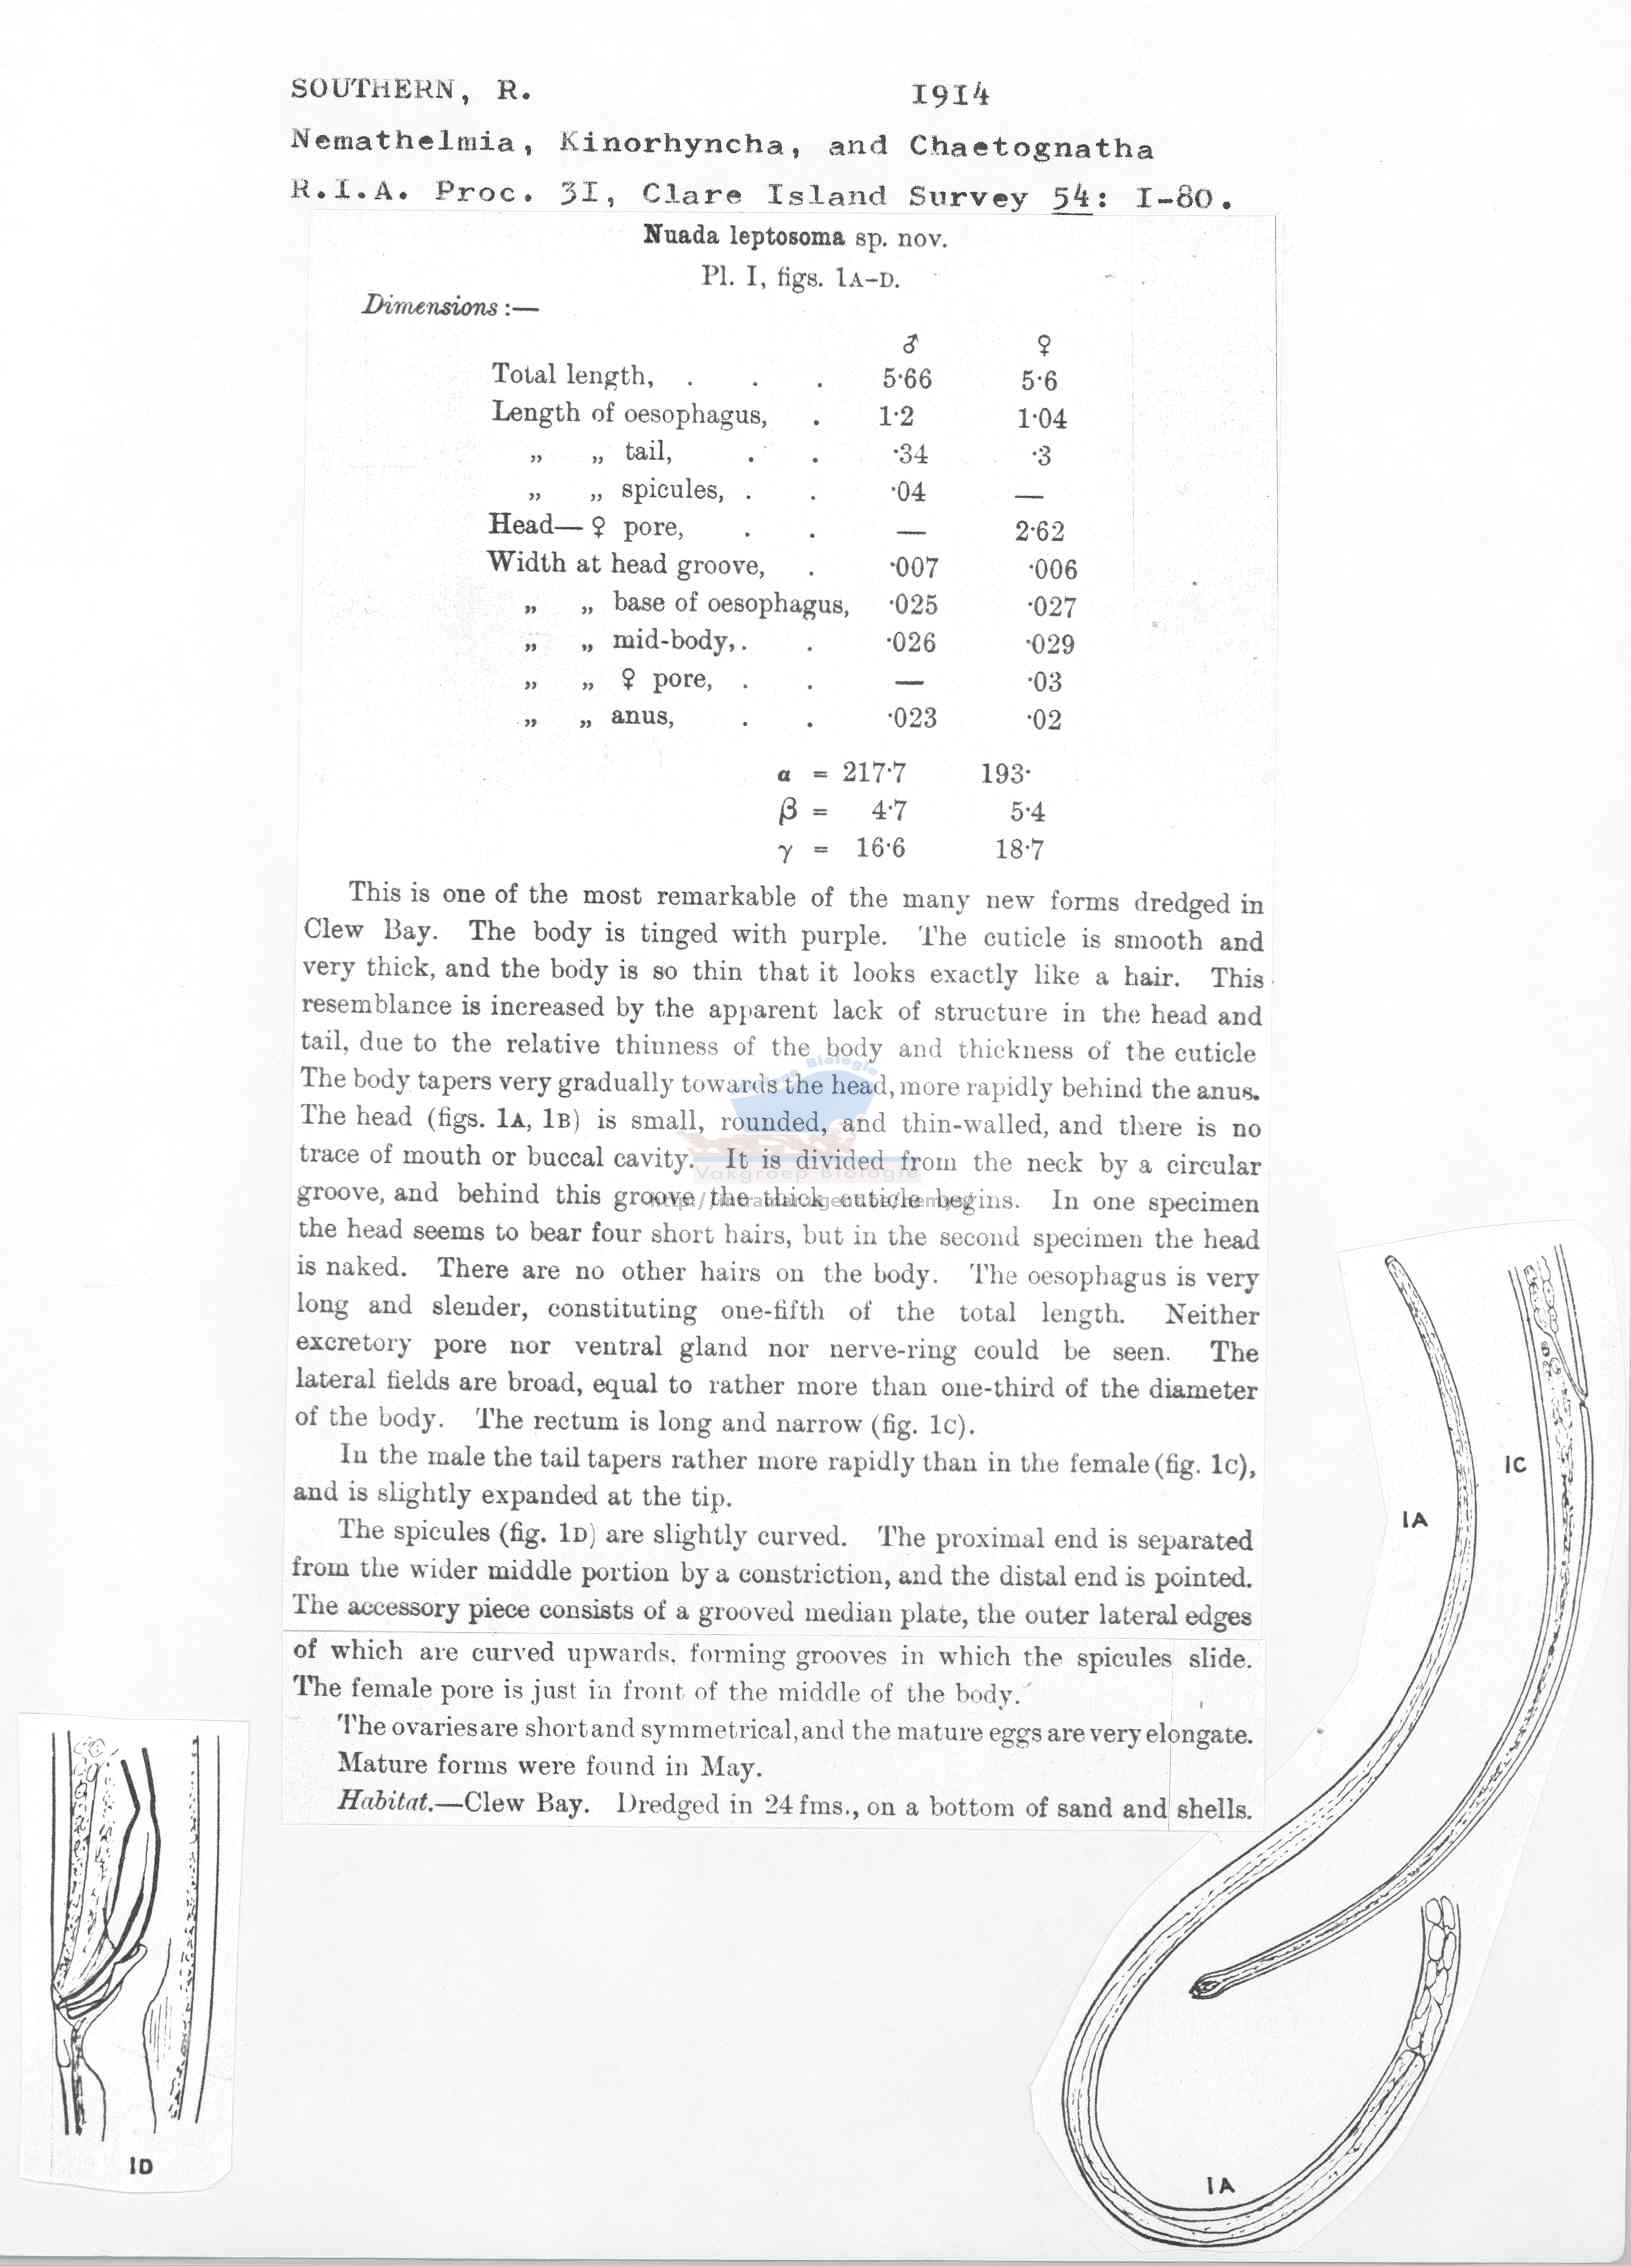 SOUTHERN, R. 1914
Nemathelmia, Kinorhyncha, and Chaetognatha
R.I.A. Proc. 31, Clare Island Survey 54: I-80.
Nuada leptosoma sp. nov.
Pl. I, figs. 1A–D.
Dimensions :—
♂ ♀
Total length, . . . 5·66 5·6
Length of oesophagus, . 1·2 1·04
„ „ tail, . . ·34 ·3
„ „ spicules, . . ·04 —
Head—♀ pore, . . — 2·62
Width at head groove, . ·007 ·006
„ „ base of oesophagus, ·025 ·027
„ „ mid-body, . . ·026 ·029
„ „ ♀ pore, . . — ·03
„ „ anus, . . ·023 ·02
α = 217·7 193·
β = 4·7 5·4
γ = 16·6 18·7
This is one of the most remarkable of the many new forms dredged in
Clew Bay. The body is tinged with purple. The cuticle is smooth and
very thick, and the body is so thin that it looks exactly like a hair. This
resemblance is increased by the apparent lack of structure in the head and
tail, due to the relative thinness of the body and thickness of the cuticle
The body tapers very gradually towards the head, more rapidly behind the anus.
The head (figs. 1A, 1B) is small, rounded, and thin-walled, and there is no
trace of mouth or buccal cavity. It is divided from the neck by a circular
groove, and behind this groove the thick cuticle begins. In one specimen
the head seems to bear four short hairs, but in the second specimen the head
is naked. There are no other hairs on the body. The oesophagus is very
long and slender, constituting one-fifth of the total length. Neither
excretory pore nor ventral gland nor nerve-ring could be seen. The
lateral fields are broad, equal to rather more than one-third of the diameter
of the body. The rectum is long and narrow (fig. 1C).
In the male the tail tapers rather more rapidly than in the female (fig. 1C),
and is slightly expanded at the tip.
The spicules (fig. 1D) are slightly curved. The proximal end is separated
from the wider middle portion by a constriction, and the distal end is pointed.
The accessory piece consists of a grooved median plate, the outer lateral edges
of which are curved upwards, forming grooves in which the spicules slide.
The female pore is just in front of the middle of the body.
The ovaries are short and symmetrical, and the mature eggs are very elongate.
Mature forms were found in May.
Habitat.—Clew Bay. Dredged in 24 fms., on a bottom of sand and shells.
Biologie
Vakgroep Biologie
1A
1C
1D
1A